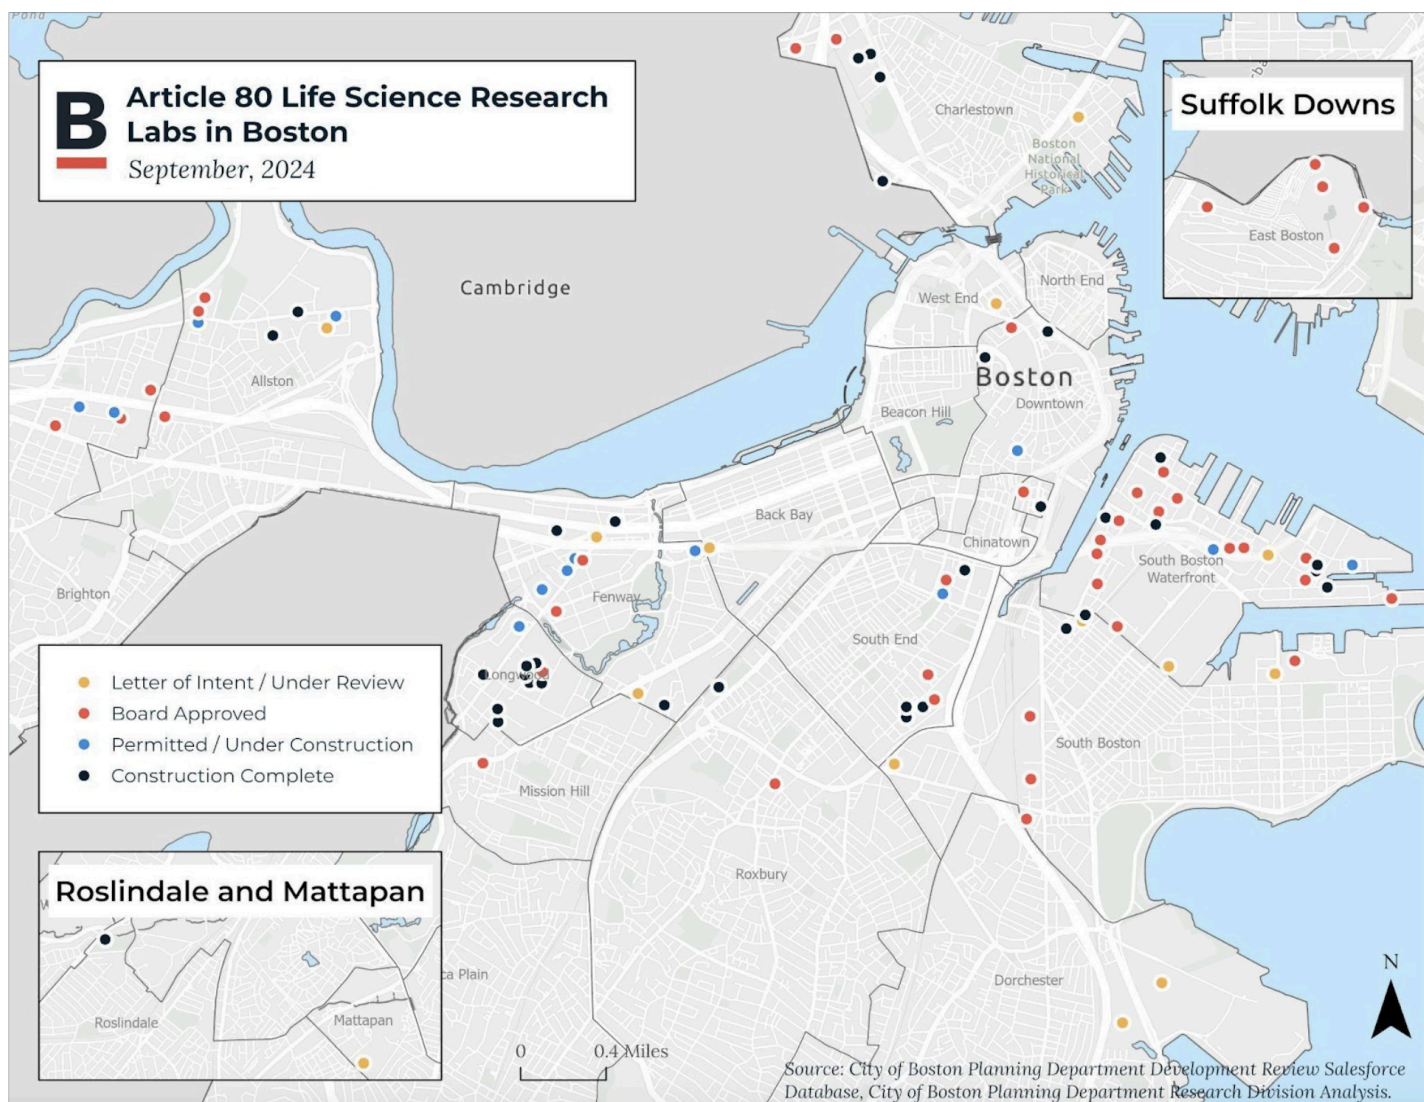 Pond
B
Article 80 Life Science Research
Labs in Boston
September, 2024
Charlestown
Boston
National
Historical
Park
Suffolk Downs
East Boston
Cambridge
North End
West End
Allston
Boston
Downtown
Beacon Hill
Back Bay
Chinatown
South Boston
Waterfront
Brighton
Fenway
South End
Longwood
Letter of Intent / Under Review
Board Approved
Permitted / Under Construction
Construction Complete
South Boston
Mission Hill
Roxbury
Roslindale and Mattapan
W
ca Plain
Dorchester
Roslindale
Mattapan
N
0 0.4 Miles
Source: City of Boston Planning Department Development Review Salesforce
Database, City of Boston Planning Department Research Division Analysis.